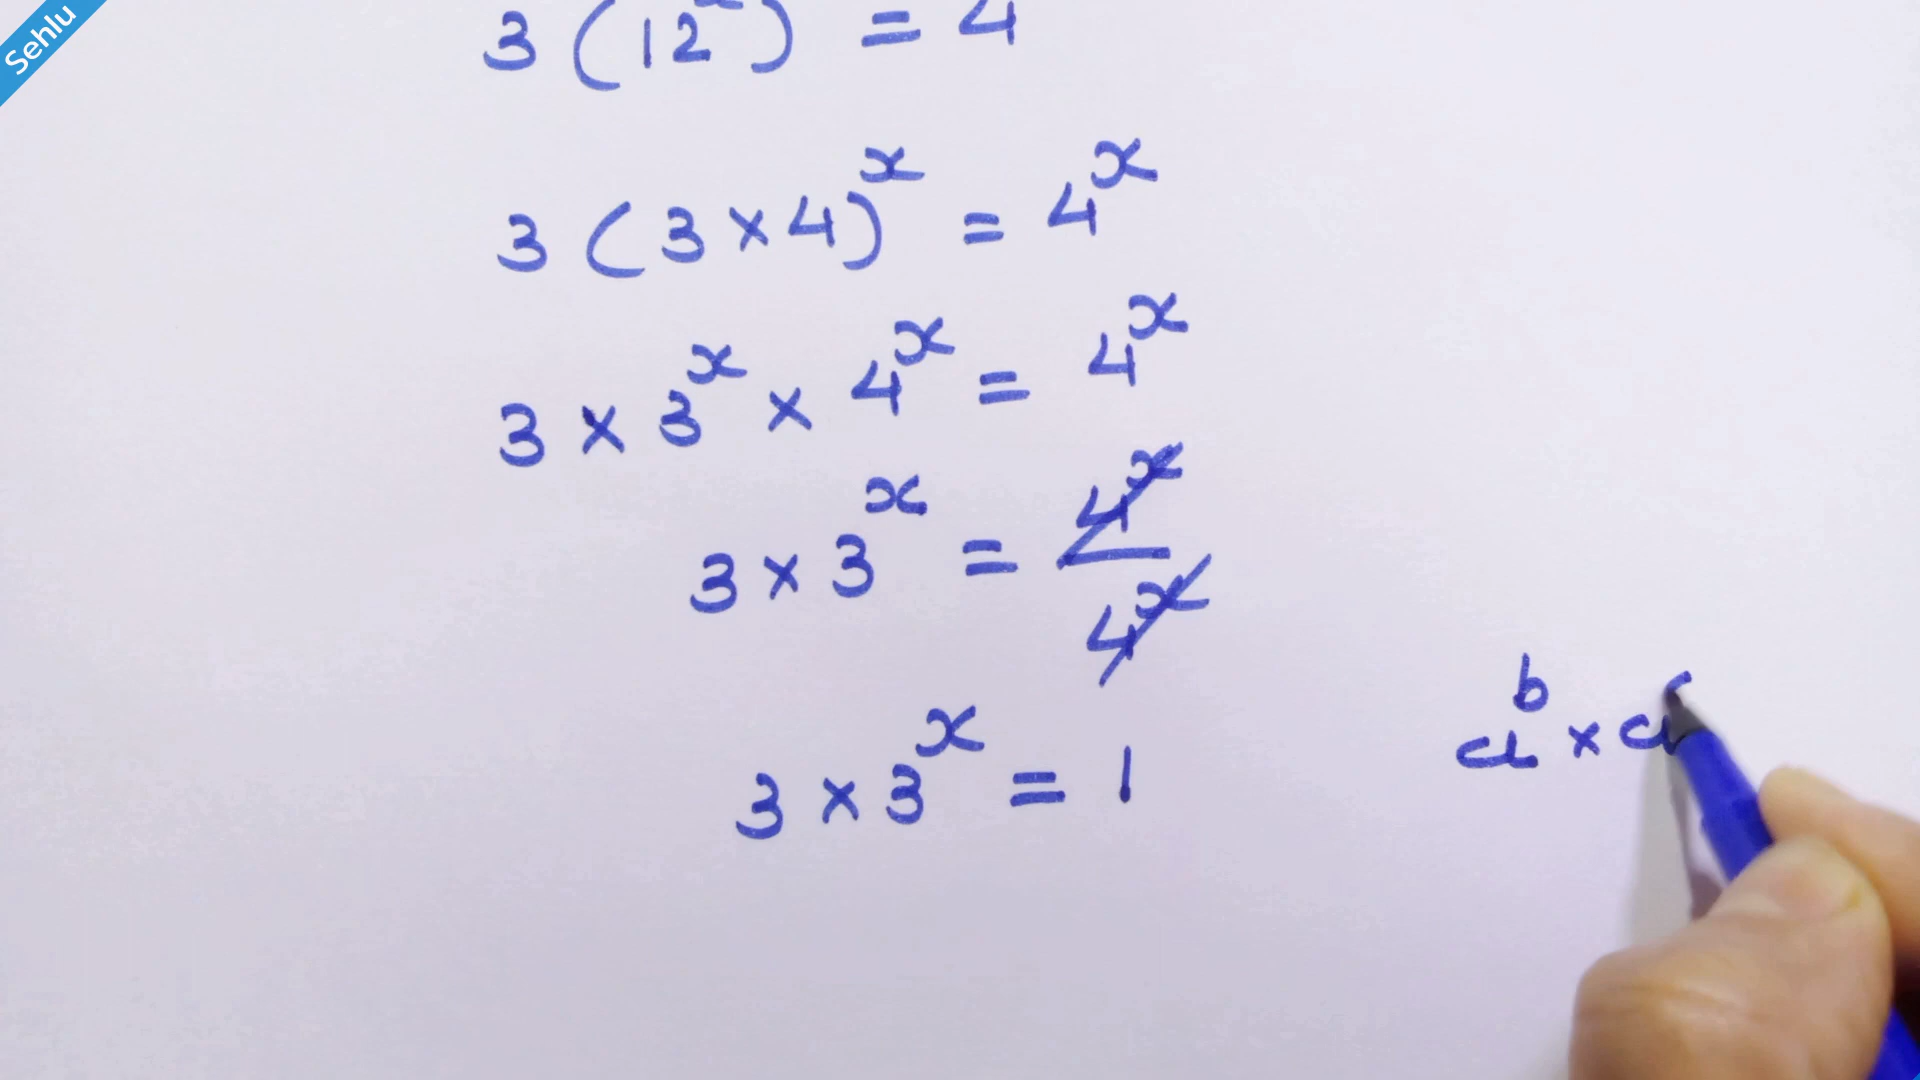 Sehlu
3 (12^x) = 4
3 (3 × 4)^x = 4^x
3 × 3^x × 4^x = 4^x
3 × 3^x = 4^x / 4^x
3 × 3^x = 1
a^b × a